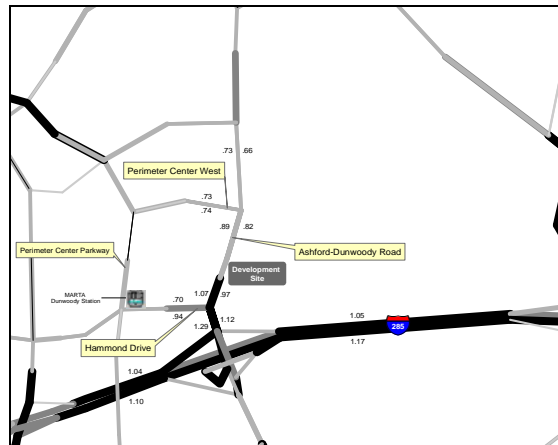 .73 .66
Perimeter Center West
.73
.74
.89 .82
Perimeter Center Parkway
Ashford-Dunwoody Road
Development
Site
MARTA
Dunwoody Station
1.07 .97
.70
.94
1.12
1.29
Hammond Drive
1.05
285
1.17
1.04
1.10